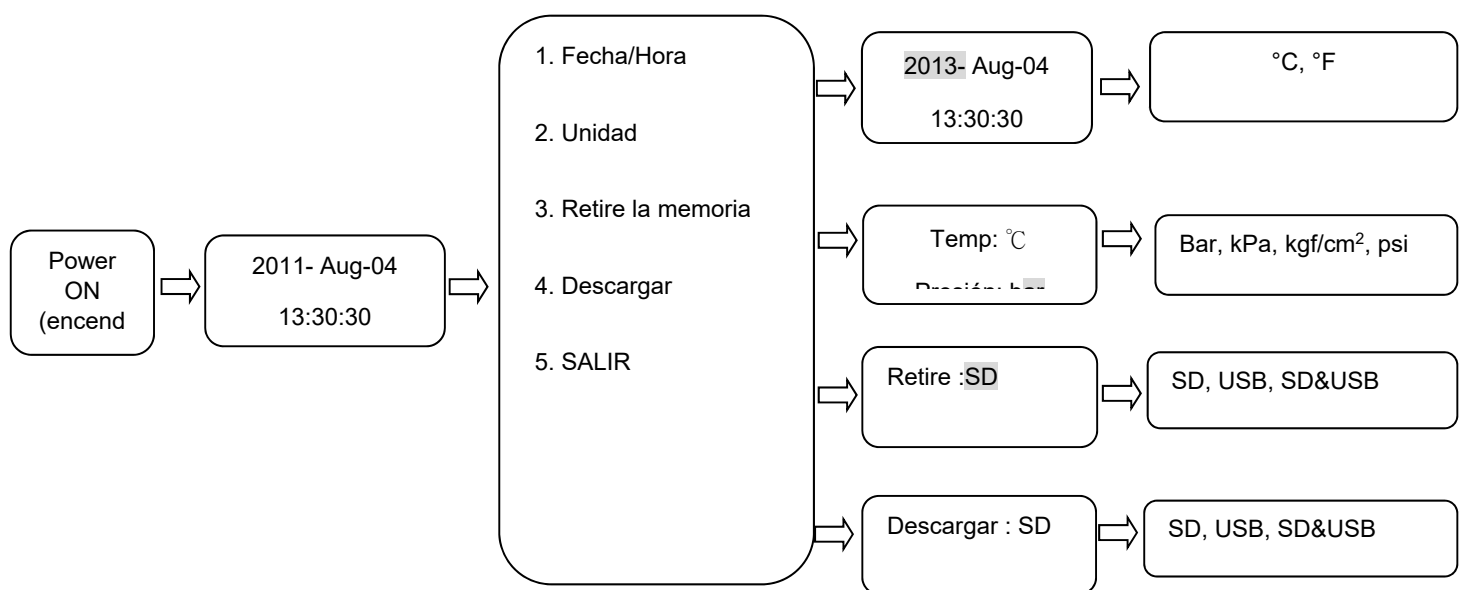 Power
ON
(encend
2011- Aug-04
13:30:30
1. Fecha/Hora
2. Unidad
3. Retire la memoria
4. Descargar
5. SALIR
2013- Aug-04
13:30:30
°C, °F
Temp: ℃
Presión: bar
Bar, kPa, kgf/cm², psi
Retire :SD
SD, USB, SD&USB
Descargar : SD
SD, USB, SD&USB